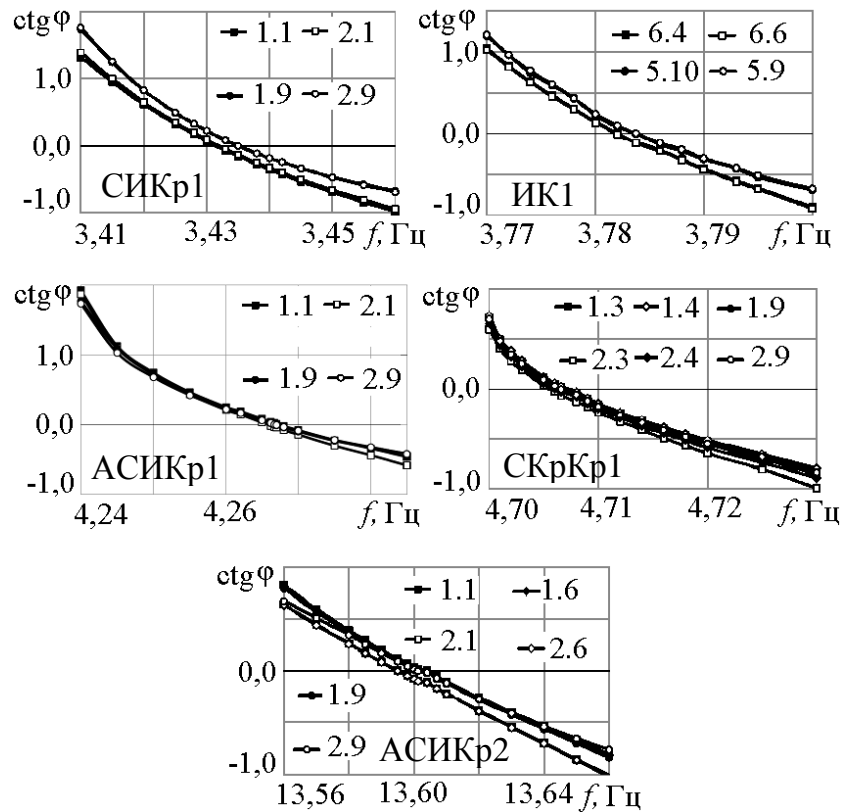 ctg φ
1.1 2.1
1,0
1.9 2.9
0,0
-1,0
СИКр1
3,41 3,43 3,45 f, Гц
ctg φ
6.4 6.6
1,0
5.10 5.9
0,0
-1,0
ИК1
3,77 3,78 3,79 f, Гц
ctg φ
1.1 2.1
1,0
1.9 2.9
0,0
-1,0
АСИКр1
4,24 4,26 f, Гц
ctg φ
1.3 1.4 1.9
2.3 2.4 2.9
0,0
-1,0
СКрКр1
4,70 4,71 4,72 f, Гц
ctg φ
1.1 1.6
2.1 2.6
0,0
1.9
2.9
-1,0
АСИКр2
13,56 13,60 13,64 f, Гц